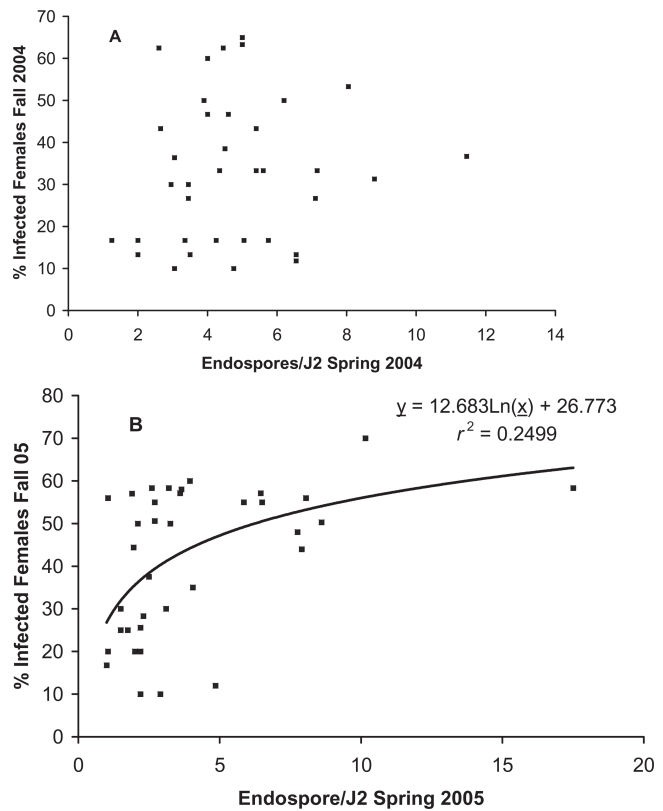 A
70
60
50
40
30
20
10
0
% Infected Females Fall 2004
0 2 4 6 8 10 12 14
Endospores/J2 Spring 2004
B
y = 12.683Ln(x) + 26.773
r² = 0.2499
80
70
60
50
40
30
20
10
0
% Infected Females Fall 05
0 5 10 15 20
Endospore/J2 Spring 2005